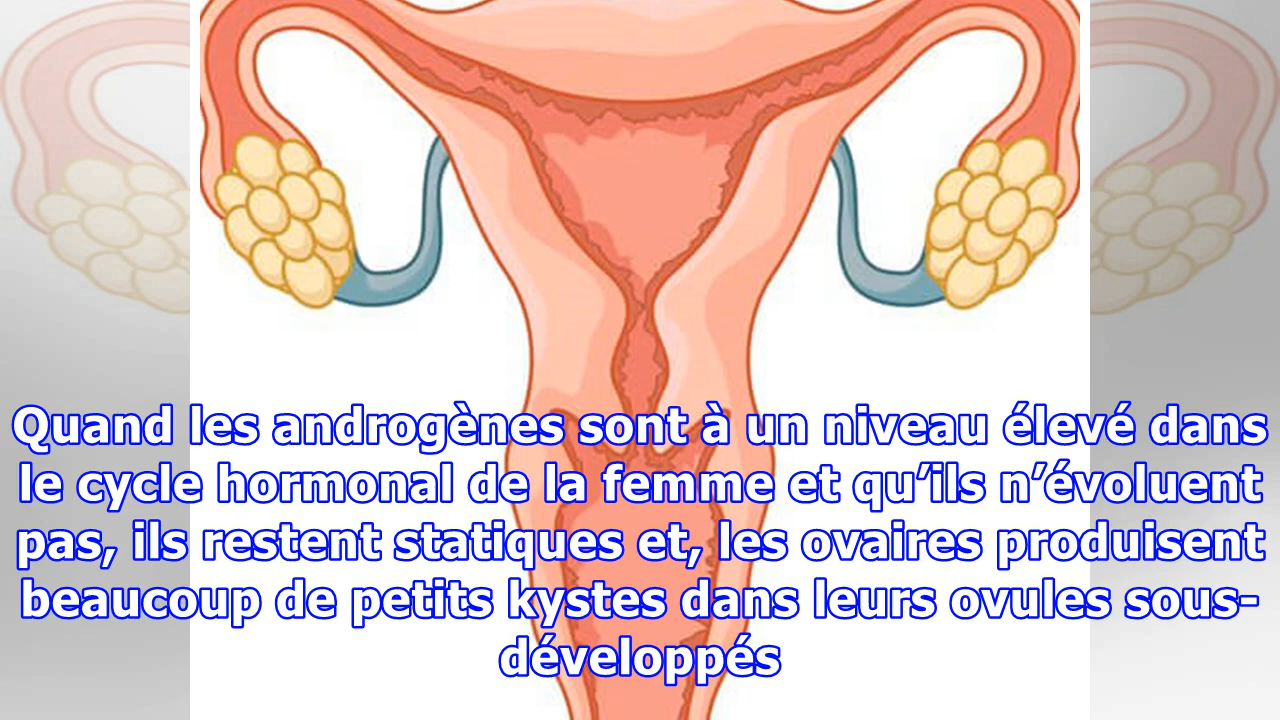 Quand les androgènes sont à un niveau élevé dans
le cycle hormonal de la femme et qu’ils n’évoluent
pas, ils restent statiques et, les ovaires produisent
beaucoup de petits kystes dans leurs ovules sous-
développés